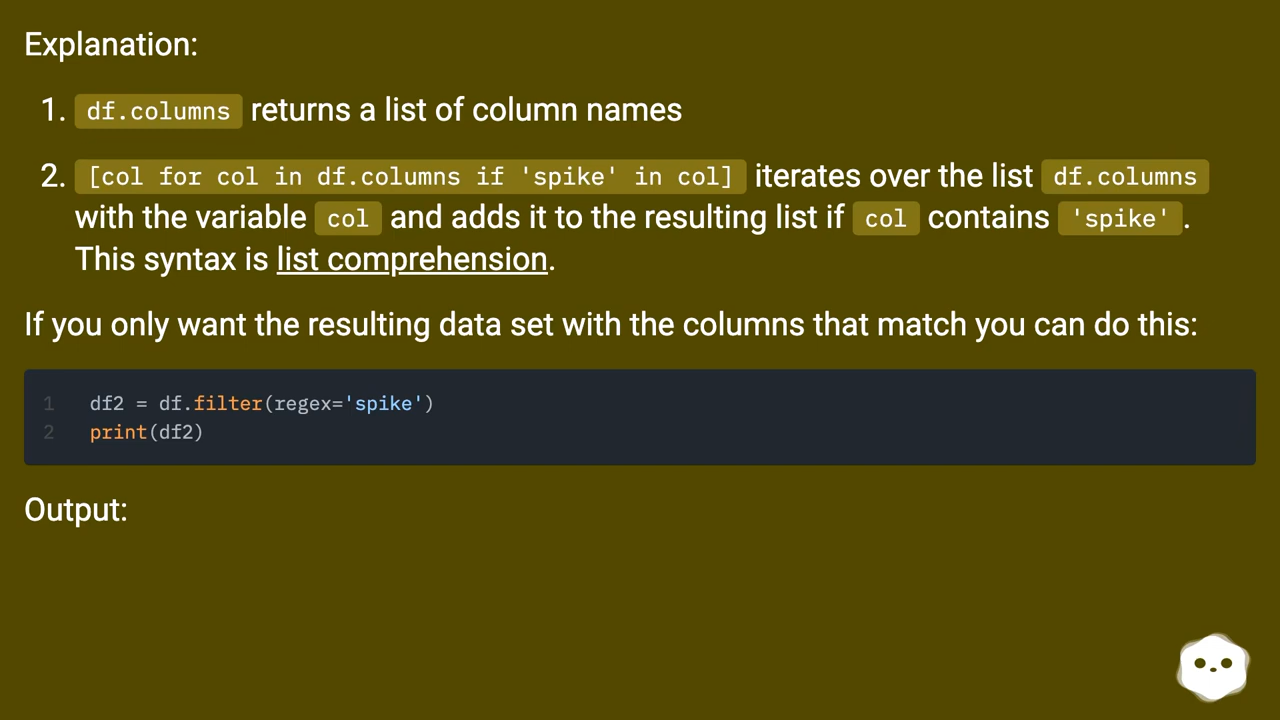 Explanation:
1. df.columns returns a list of column names
2. [col for col in df.columns if 'spike' in col] iterates over the list df.columns
with the variable col and adds it to the resulting list if col contains 'spike'.
This syntax is list comprehension.
If you only want the resulting data set with the columns that match you can do this:
1 df2 = df.filter(regex='spike')
2 print(df2)
Output: